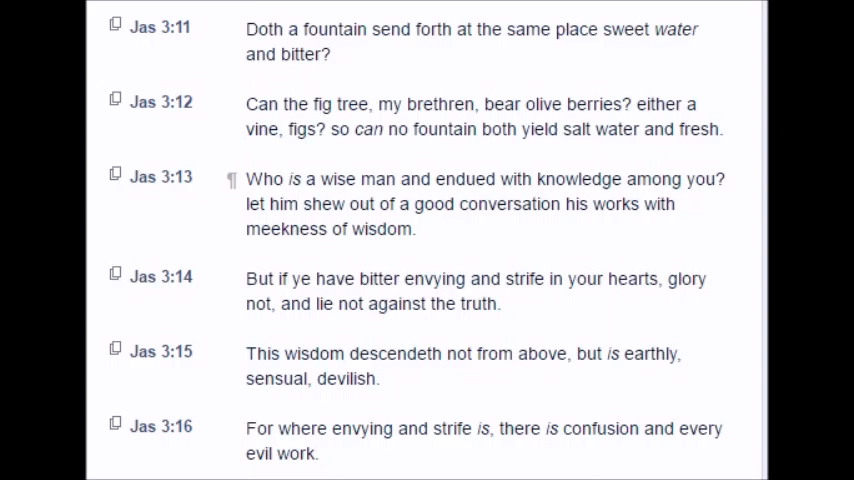 Jas 3:11 Doth a fountain send forth at the same place sweet water
and bitter?
Jas 3:12 Can the fig tree, my brethren, bear olive berries? either a
vine, figs? so can no fountain both yield salt water and fresh.
Jas 3:13 ¶ Who is a wise man and endued with knowledge among you?
let him shew out of a good conversation his works with
meekness of wisdom.
Jas 3:14 But if ye have bitter envying and strife in your hearts, glory
not, and lie not against the truth.
Jas 3:15 This wisdom descendeth not from above, but is earthly,
sensual, devilish.
Jas 3:16 For where envying and strife is, there is confusion and every
evil work.